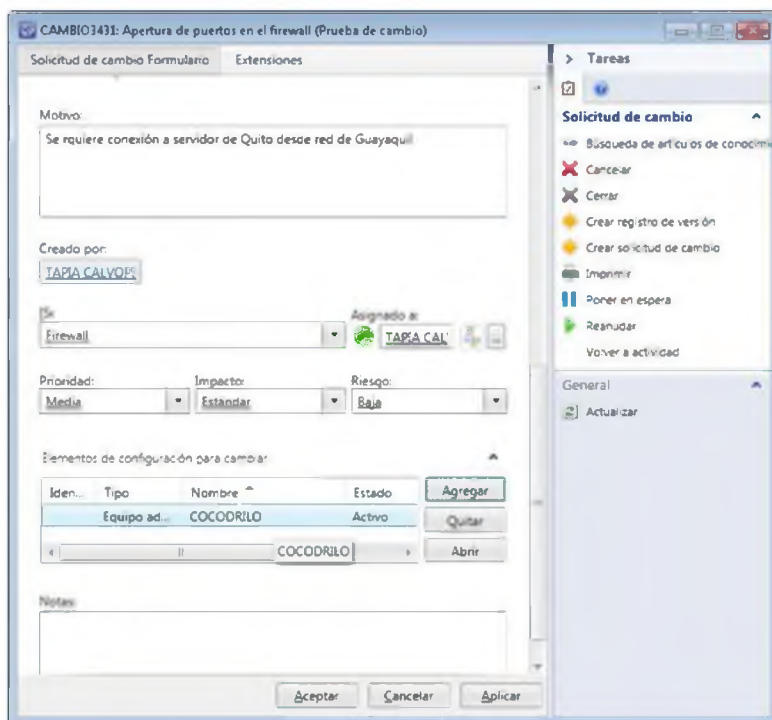 CAMBIO3431: Apertura de puertos en el firewall (Prueba de cambio)
Solicitud de cambio Formulario
Extensiones
Motivo:
Se rquiere conexión a servidor de Quito desde red de Guayaquil
Creado por:
TAPIA CALVOPI
Asignado a:
Firewall
TAPIA CAL
Prioridad:
Impacto:
Riesgo:
Media
Estándar
Baja
Elementos de configuración para cambiar
Iden...
Tipo
Nombre
Estado
Equipo ad...
COCODRILO
Activo
COCODRILO
Agregar
Quitar
Abrir
Notas:
Aceptar
Cancelar
Aplicar
Tareas
Solicitud de cambio
Búsqueda de artículos de conocimie
Cancelar
Cerrar
Crear registro de versión
Crear solicitud de cambio
Imprimir
Poner en espera
Reanudar
Volver a actividad
General
Actualizar